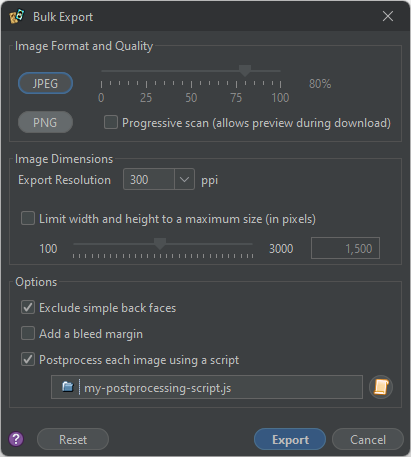 Bulk Export
Image Format and Quality
JPEG
80%
0 25 50 75 100
PNG
Progressive scan (allows preview during download)
Image Dimensions
Export Resolution 300 ppi
Limit width and height to a maximum size (in pixels)
100 3000 1,500
Options
Exclude simple back faces
Add a bleed margin
Postprocess each image using a script
my-postprocessing-script.js
? Reset Export Cancel